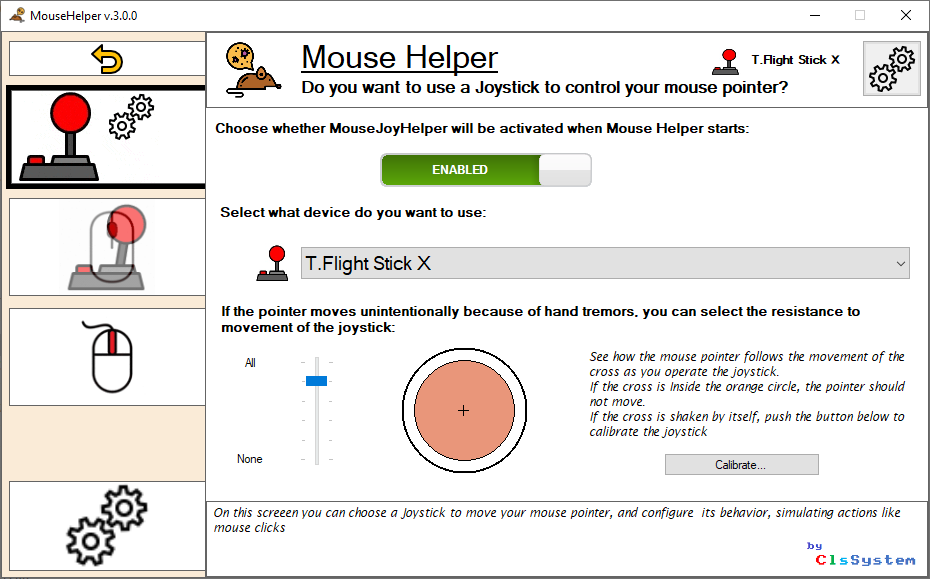 MouseHelper v.3.0.0
Mouse Helper
T.Flight Stick X
Do you want to use a Joystick to control your mouse pointer?
Choose whether MouseJoyHelper will be activated when Mouse Helper starts:
ENABLED
Select what device do you want to use:
T.Flight Stick X
If the pointer moves unintentionally because of hand tremors, you can select the resistance to
movement of the joystick:
All
None
See how the mouse pointer follows the movement of the
cross as you operate the joystick.
If the cross is Inside the orange circle, the pointer should
not move.
If the cross is shaken by itself, push the button below to
calibrate the joystick
Calibrate...
On this screeen you can choose a Joystick to move your mouse pointer, and configure  its behavior, simulating actions like
mouse clicks
by
ClsSystem